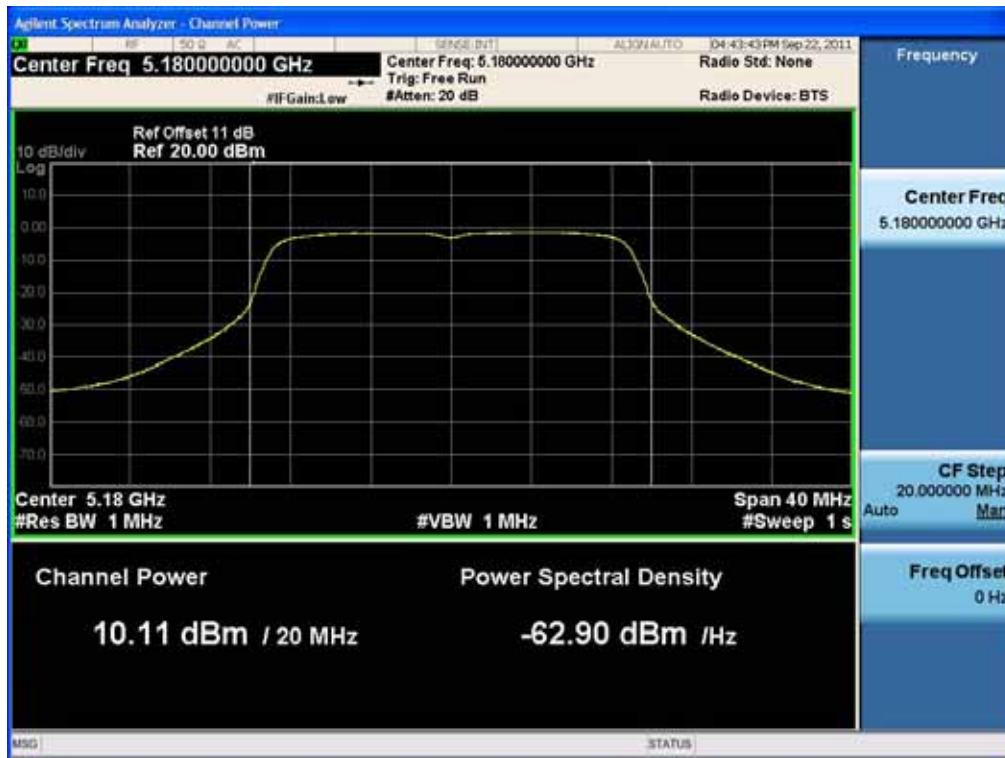 Agilent Spectrum Analyzer - Channel Power
RF 50 Ω AC SENSE:INT ALIGN AUTO 04:43:43 PM Sep 22, 2011
Center Freq 5.180000000 GHz
Center Freq: 5.180000000 GHz
Radio Std: None
Trig: Free Run
#IFGain:Low
#Atten: 20 dB
Radio Device: BTS
Ref Offset 11 dB
10 dB/div Ref 20.00 dBm
Log
10.0
0.00
-10.0
-20.0
-30.0
-40.0
-50.0
-60.0
-70.0
Center 5.18 GHz
Span 40 MHz
#Res BW 1 MHz
#VBW 1 MHz
#Sweep 1 s
Channel Power
Power Spectral Density
10.11 dBm / 20 MHz
-62.90 dBm /Hz
MSG
STATUS
Frequency
Center Freq
5.180000000 GHz
CF Step
20.000000 MHz
Auto Man
Freq Offset
0 Hz